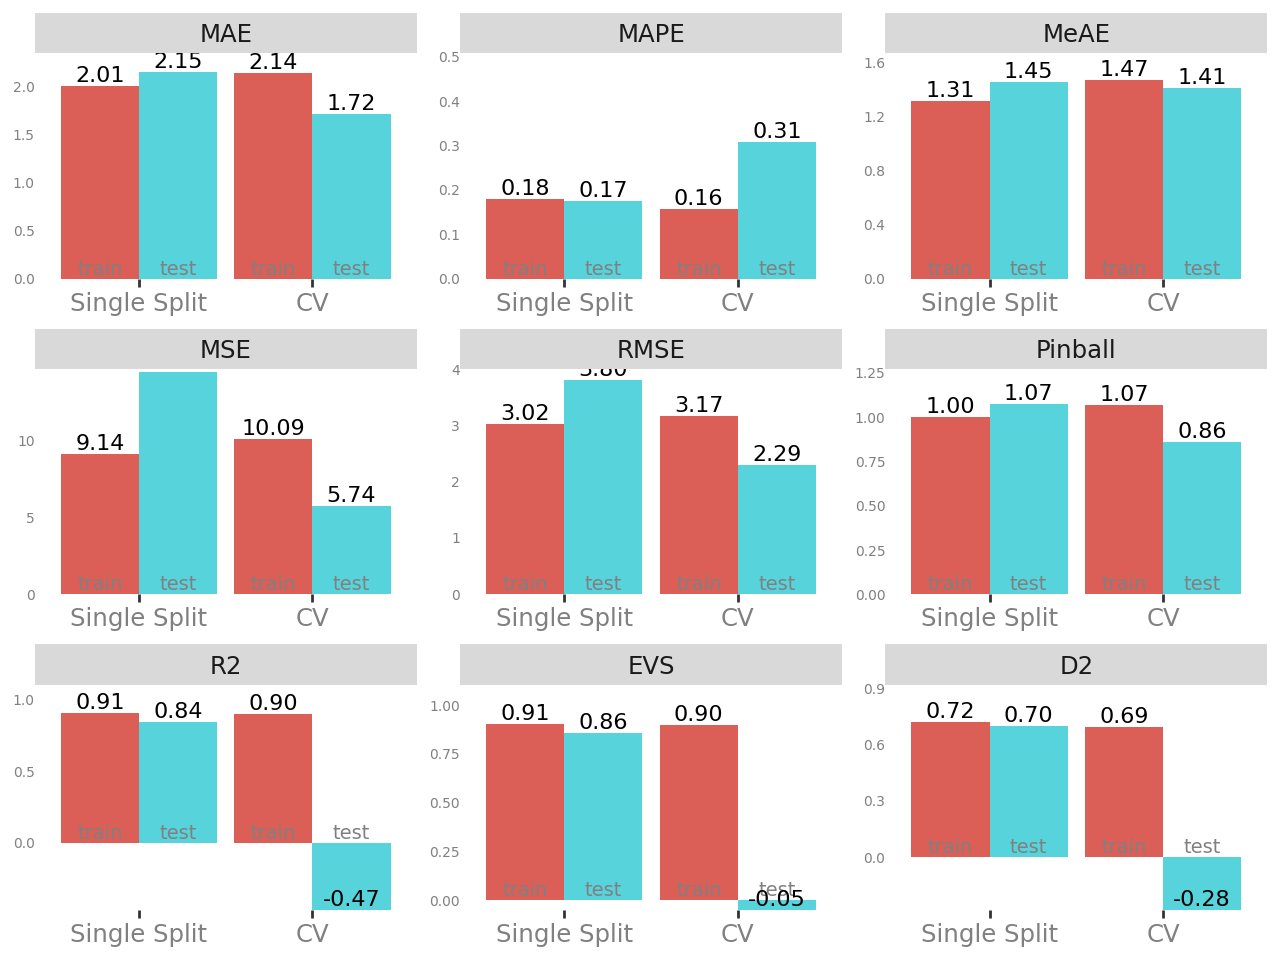 MAE
2.01 2.15 2.14 1.72
2.0
1.5
1.0
0.5
0.0
train test train test
Single Split CV
MAPE
0.5
0.4
0.3
0.2
0.1
0.0
0.18 0.17 0.16 0.31
train test train test
Single Split CV
MeAE
1.6
1.2
0.8
0.4
0.0
1.31 1.45 1.47 1.41
train test train test
Single Split CV
MSE
10
5
0
9.14 10.09 5.74
train test train test
Single Split CV
RMSE
4
3
2
1
0
3.02 3.80 3.17 2.29
train test train test
Single Split CV
Pinball
1.25
1.00
0.75
0.50
0.25
0.00
1.00 1.07 1.07 0.86
train test train test
Single Split CV
R2
1.0
0.5
0.0
0.91 0.84 0.90 -0.47
train test train test
Single Split CV
EVS
1.00
0.75
0.50
0.25
0.00
0.91 0.86 0.90 -0.05
train test train test
Single Split CV
D2
0.9
0.6
0.3
0.0
0.72 0.70 0.69 -0.28
train test train test
Single Split CV